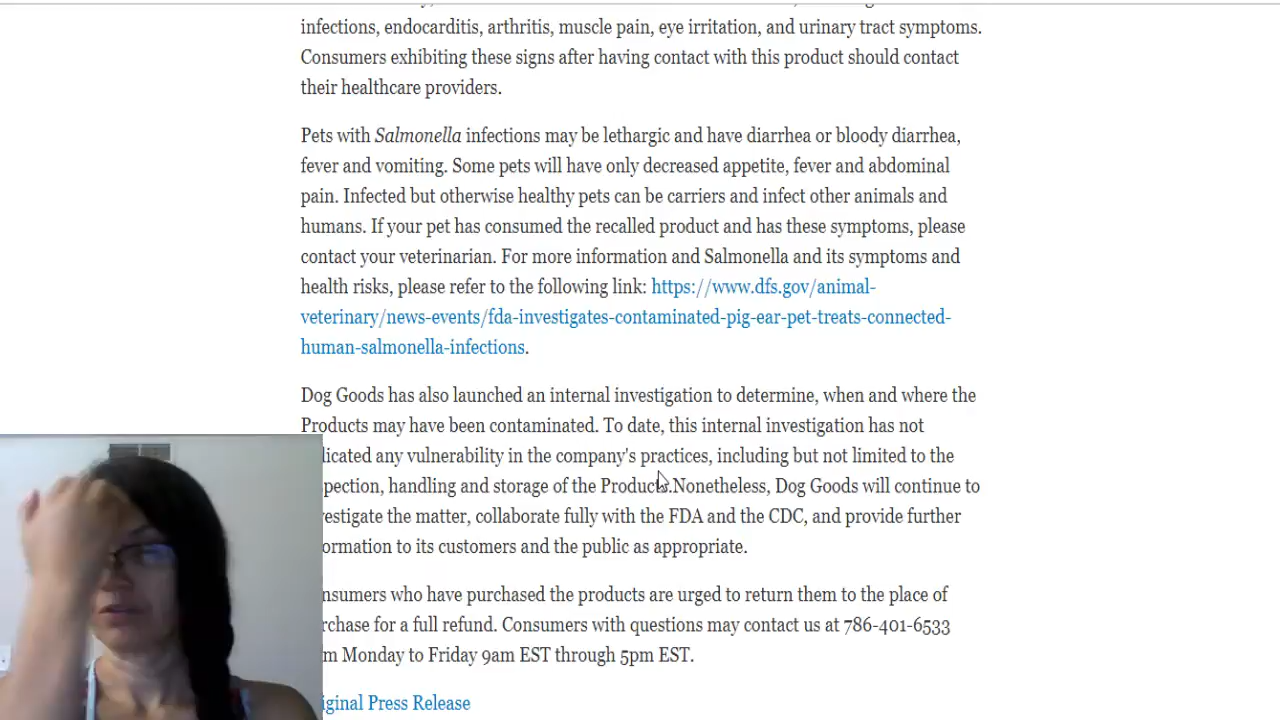 infections, endocarditis, arthritis, muscle pain, eye irritation, and urinary tract symptoms.
Consumers exhibiting these signs after having contact with this product should contact
their healthcare providers.
Pets with Salmonella infections may be lethargic and have diarrhea or bloody diarrhea,
fever and vomiting. Some pets will have only decreased appetite, fever and abdominal
pain. Infected but otherwise healthy pets can be carriers and infect other animals and
humans. If your pet has consumed the recalled product and has these symptoms, please
contact your veterinarian. For more information and Salmonella and its symptoms and
health risks, please refer to the following link: https://www.dfs.gov/animal-
veterinary/news-events/fda-investigates-contaminated-pig-ear-pet-treats-connected-
human-salmonella-infections.
Dog Goods has also launched an internal investigation to determine, when and where the
Products may have been contaminated. To date, this internal investigation has not
dicated any vulnerability in the company's practices, including but not limited to the
pection, handling and storage of the Products.Nonetheless, Dog Goods will continue to
estigate the matter, collaborate fully with the FDA and the CDC, and provide further
ormation to its customers and the public as appropriate.
nsumers who have purchased the products are urged to return them to the place of
rchase for a full refund. Consumers with questions may contact us at 786-401-6533
m Monday to Friday 9am EST through 5pm EST.
iginal Press Release